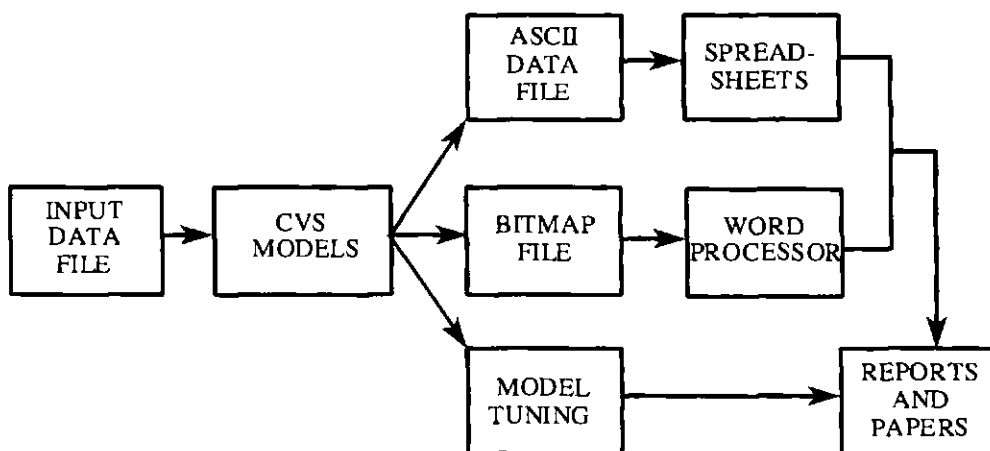 ASCII
DATA
FILE
SPREAD-
SHEETS
INPUT
DATA
FILE
CVS
MODELS
BITMAP
FILE
WORD
PROCESSOR
MODEL
TUNING
REPORTS
AND
PAPERS